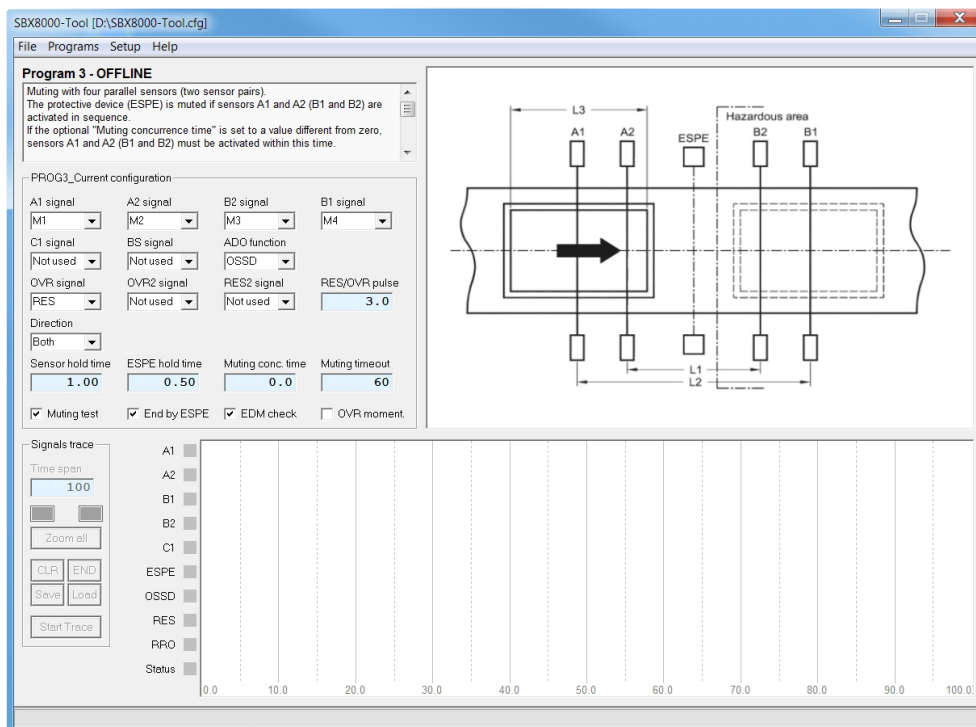 SBX8000-Tool [D:\SBX8000-Tool.cfg]
File Programs Setup Help
Program 3 - OFFLINE
Muting with four parallel sensors (two sensor pairs).
The protective device (ESPE) is muted if sensors A1 and A2 (B1 and B2) are
activated in sequence.
If the optional "Muting concurrence time" is set to a value different from zero,
sensors A1 and A2 (B1 and B2) must be activated within this time.
PROG3_Current configuration
A1 signal A2 signal B2 signal B1 signal
M1 M2 M3 M4
C1 signal BS signal ADO function
Not used Not used OSSD
OVR signal OVR2 signal RES2 signal RES/OVR pulse
RES Not used Not used 3.0
Direction
Both
Sensor hold time ESPE hold time Muting conc. time Muting timeout
1.00 0.50 0.0 60
Muting test End by ESPE EDM check OVR moment.
L3
Hazardous area
A1 A2 ESPE B2 B1
L1
L2
Signals trace
Time span
100
Zoom all
CLR END
Save Load
Start Trace
A1
A2
B1
B2
C1
ESPE
OSSD
RES
RRO
Status
0.0 10.0 20.0 30.0 40.0 50.0 60.0 70.0 80.0 90.0 100.0